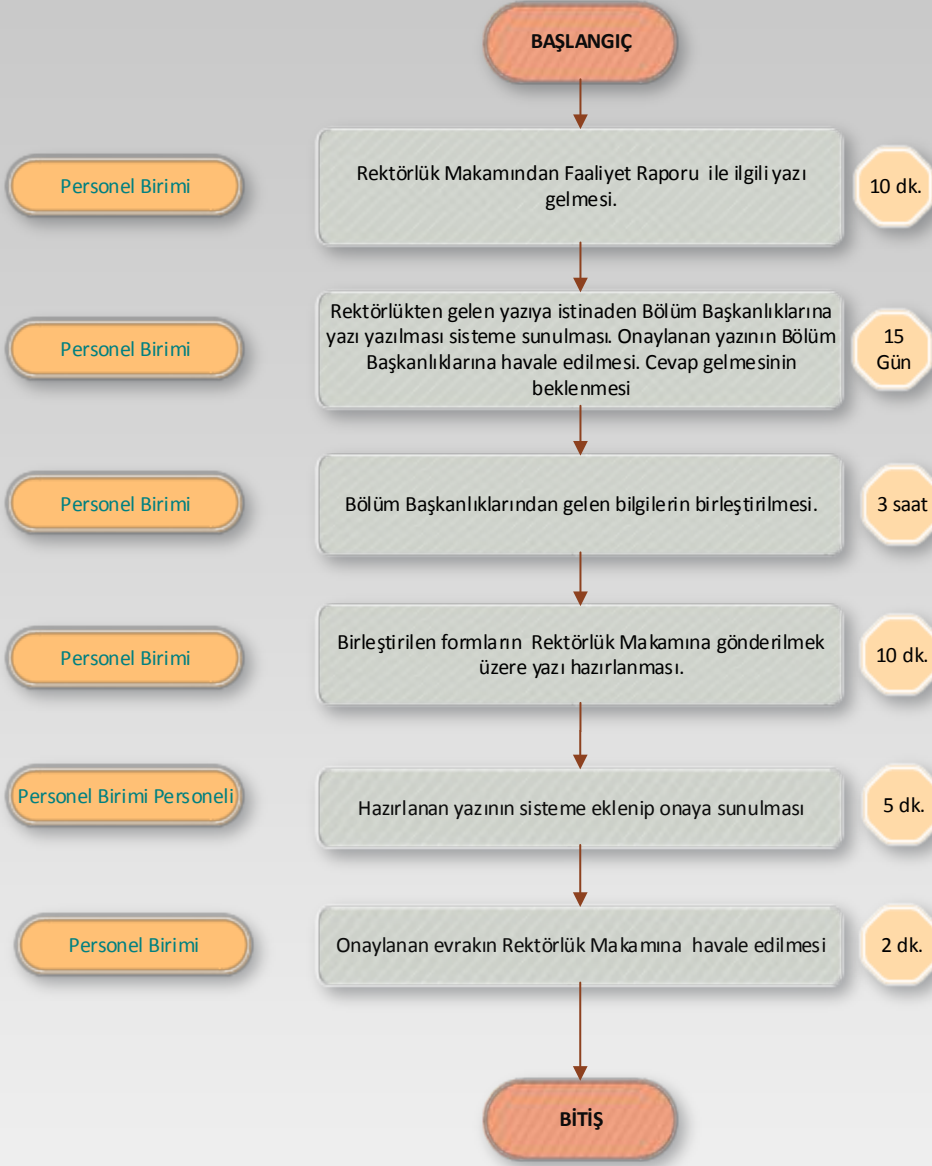 BAŞLANGIÇ
Personel Birimi
Rektörlük Makamından Faaliyet Raporu ile ilgili yazı
gelmesi.
10 dk.
Personel Birimi
Rektörlükten gelen yazıya istinaden Bölüm Başkanlıklarına
yazı yazılması sisteme sunulması. Onaylanan yazının Bölüm
Başkanlıklarına havale edilmesi. Cevap gelmesinin
beklenmesi
15
Gün
Personel Birimi
Bölüm Başkanlıklarından gelen bilgilerin birleştirilmesi.
3 saat
Personel Birimi
Birleştirilen formların Rektörlük Makamına gönderilmek
üzere yazı hazırlanması.
10 dk.
Personel Birimi Personeli
Hazırlanan yazının sisteme eklenip onaya sunulması
5 dk.
Personel Birimi
Onaylanan evrakın Rektörlük Makamına havale edilmesi
2 dk.
BİTİŞ